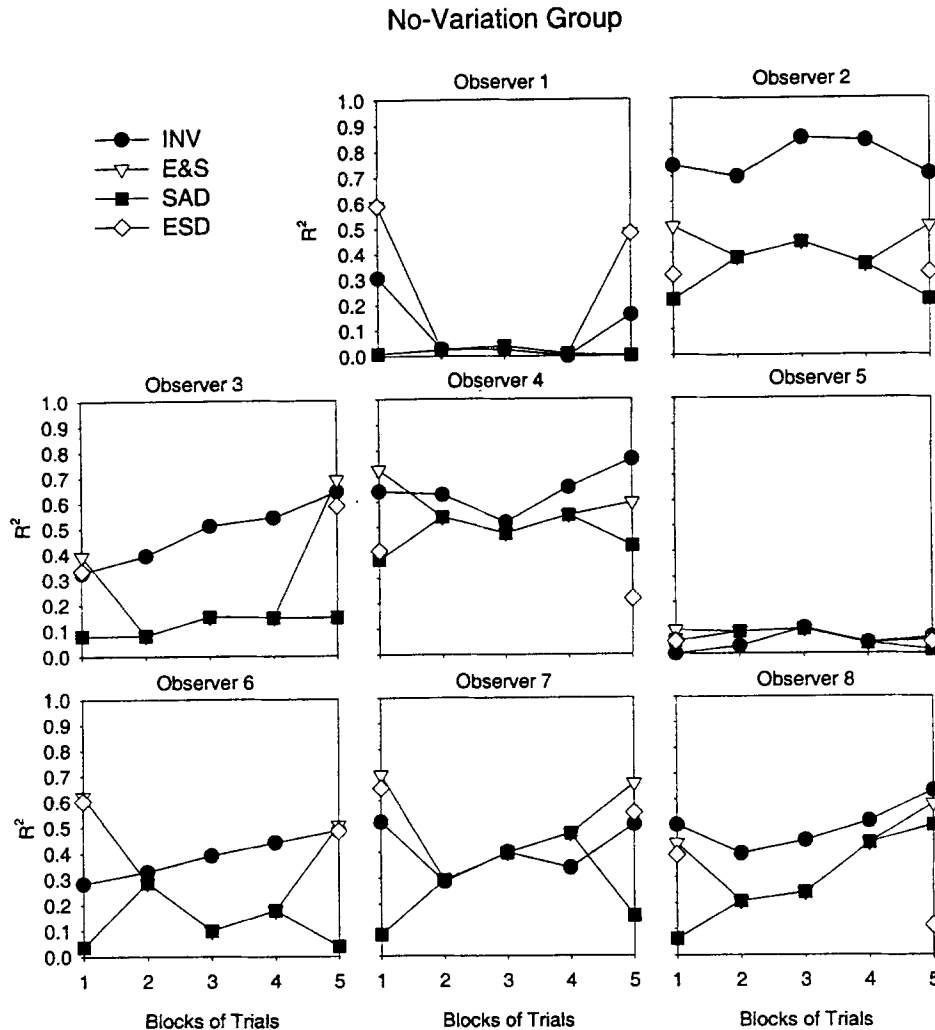 No-Variation Group
INV
E&S
SAD
ESD
Observer 1
1.0
0.9
0.8
0.7
0.6
0.5
0.4
0.3
0.2
0.1
0.0
R²
Observer 2
Observer 3
1.0
0.9
0.8
0.7
0.6
0.5
0.4
0.3
0.2
0.1
0.0
R²
Observer 4
Observer 5
Observer 6
1.0
0.9
0.8
0.7
0.6
0.5
0.4
0.3
0.2
0.1
0.0
R²
1 2 3 4 5
Blocks of Trials
Observer 7
1 2 3 4 5
Blocks of Trials
Observer 8
1 2 3 4 5
Blocks of Trials